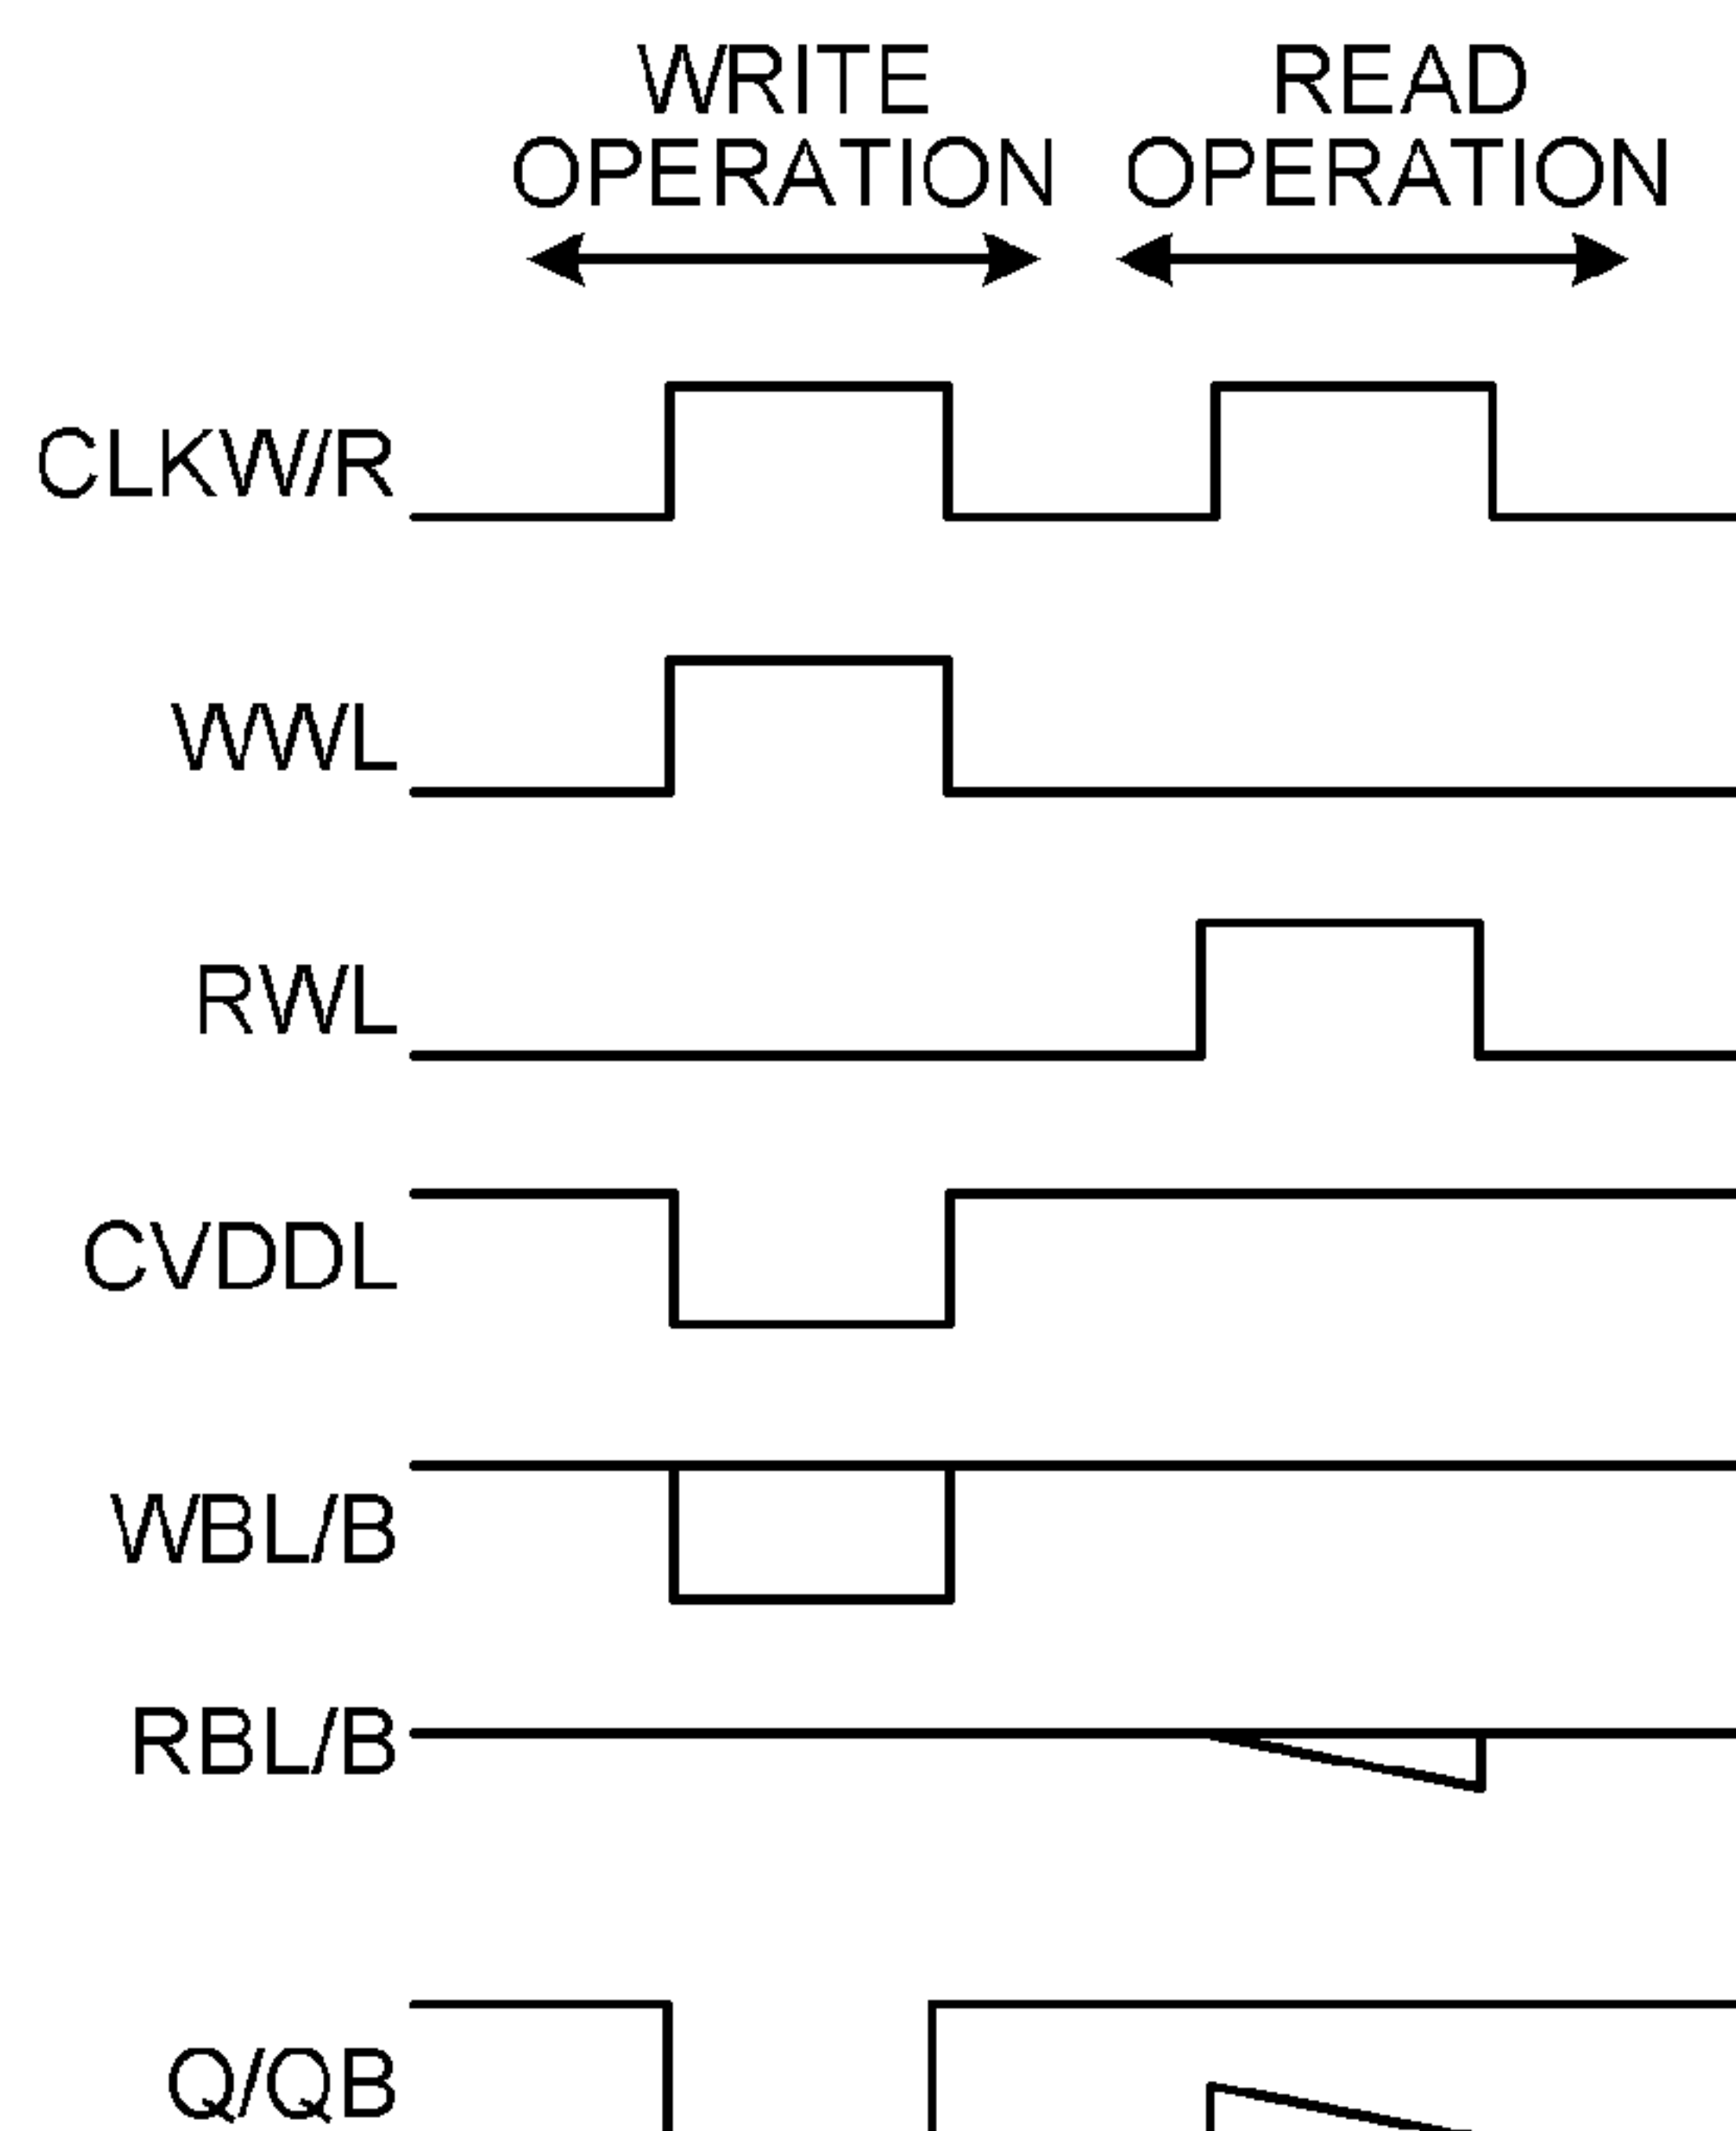 WRITE
OPERATION
READ
OPERATION
CLKW/R
WWL
RWL
CVDDL
WBL/B
RBL/B
Q/QB